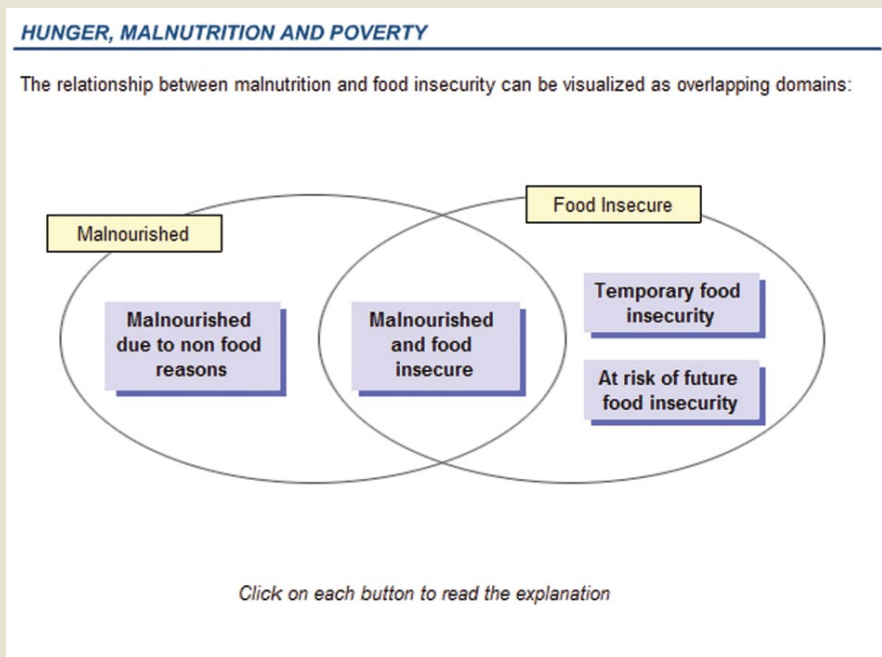 HUNGER, MALNUTRITION AND POVERTY
The relationship between malnutrition and food insecurity can be visualized as overlapping domains:
Malnourished
Food Insecure
Malnourished
due to non food
reasons
Malnourished
and food
insecure
Temporary food
insecurity
At risk of future
food insecurity
Click on each button to read the explanation